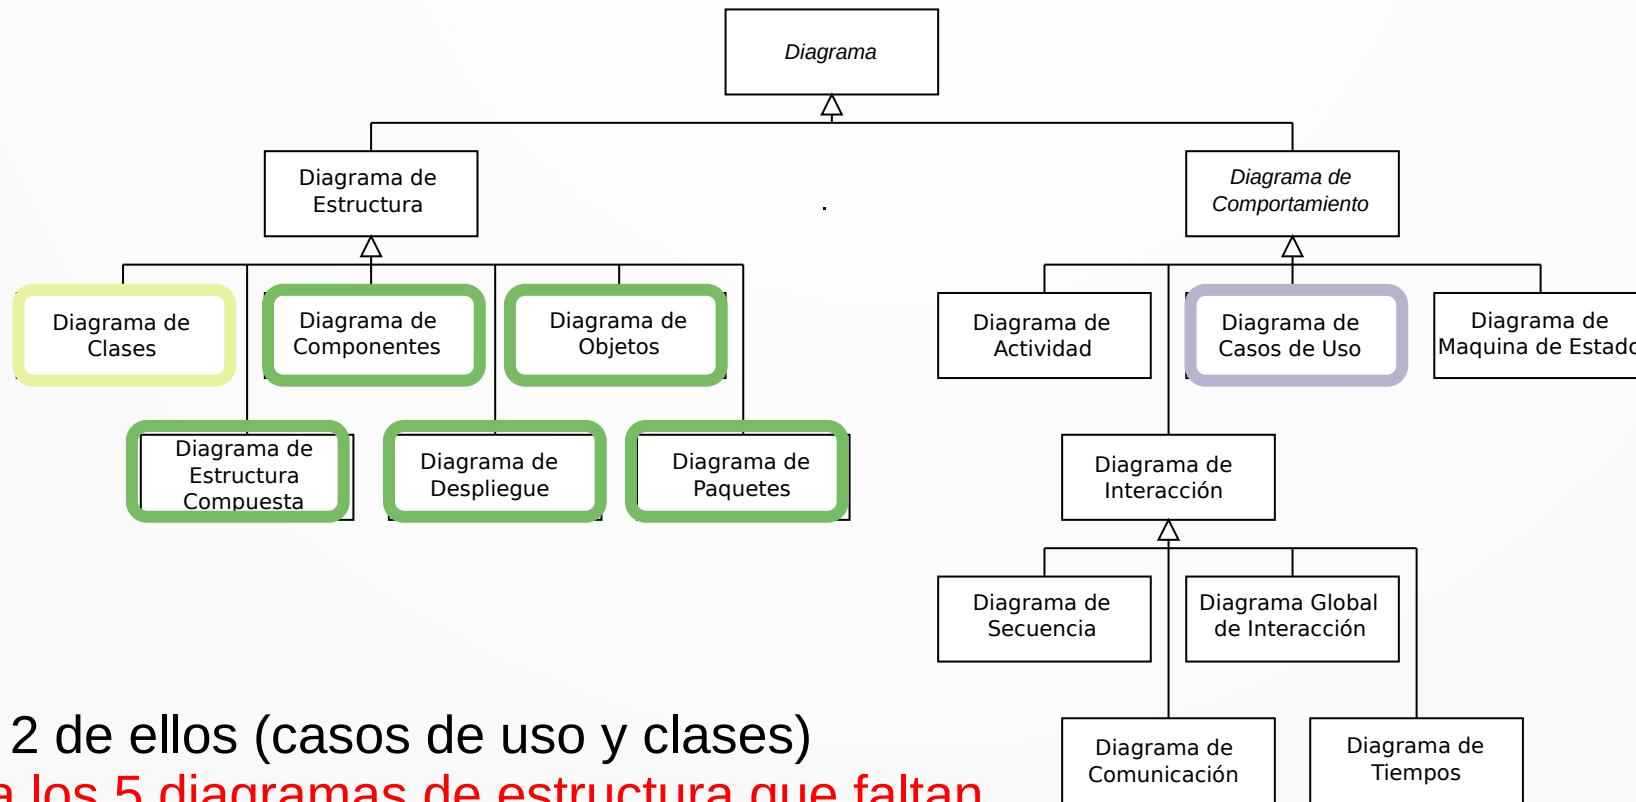 Diagrama
Diagrama de
Estructura
Diagrama de
Comportamiento
Diagrama de
Clases
Diagrama de
Componentes
Diagrama de
Objetos
Diagrama de
Actividad
Diagrama de
Casos de Uso
Diagrama de
Maquina de Estado
Diagrama de
Estructura
Compuesta
Diagrama de
Despliegue
Diagrama de
Paquetes
Diagrama de
Interacción
Diagrama de
Secuencia
Diagrama Global
de Interacción
Diagrama de
Comunicación
Diagrama de
Tiempos
2 de ellos (casos de uso y clases)
a los 5 diagramas de estructura que faltan